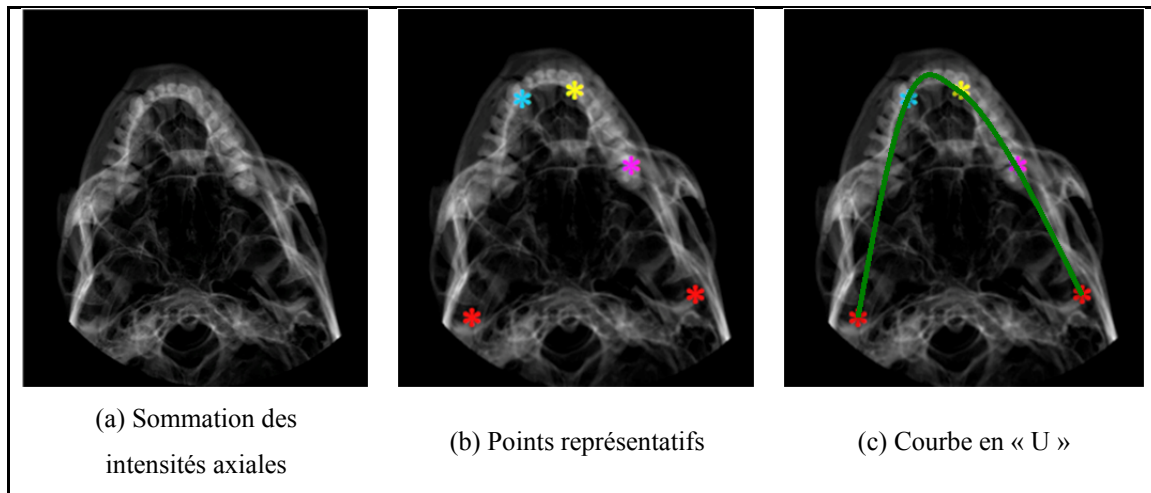 (a) Sommation des
intensités axiales
(b) Points représentatifs
(c) Courbe en « U »